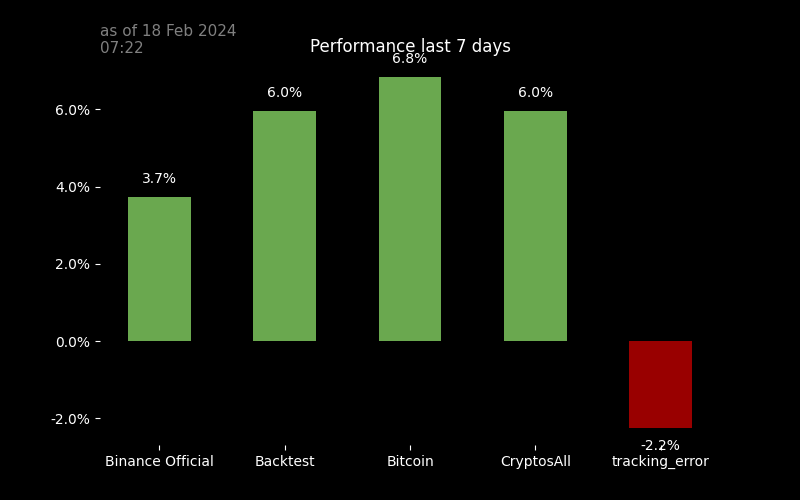 as of 18 Feb 2024
07:22
Performance last 7 days
6.8%
6.0%
6.0%
6.0%
4.0%
3.7%
2.0%
0.0%
-2.0%
-2.2%
Binance Official
Backtest
Bitcoin
CryptosAll
tracking_error